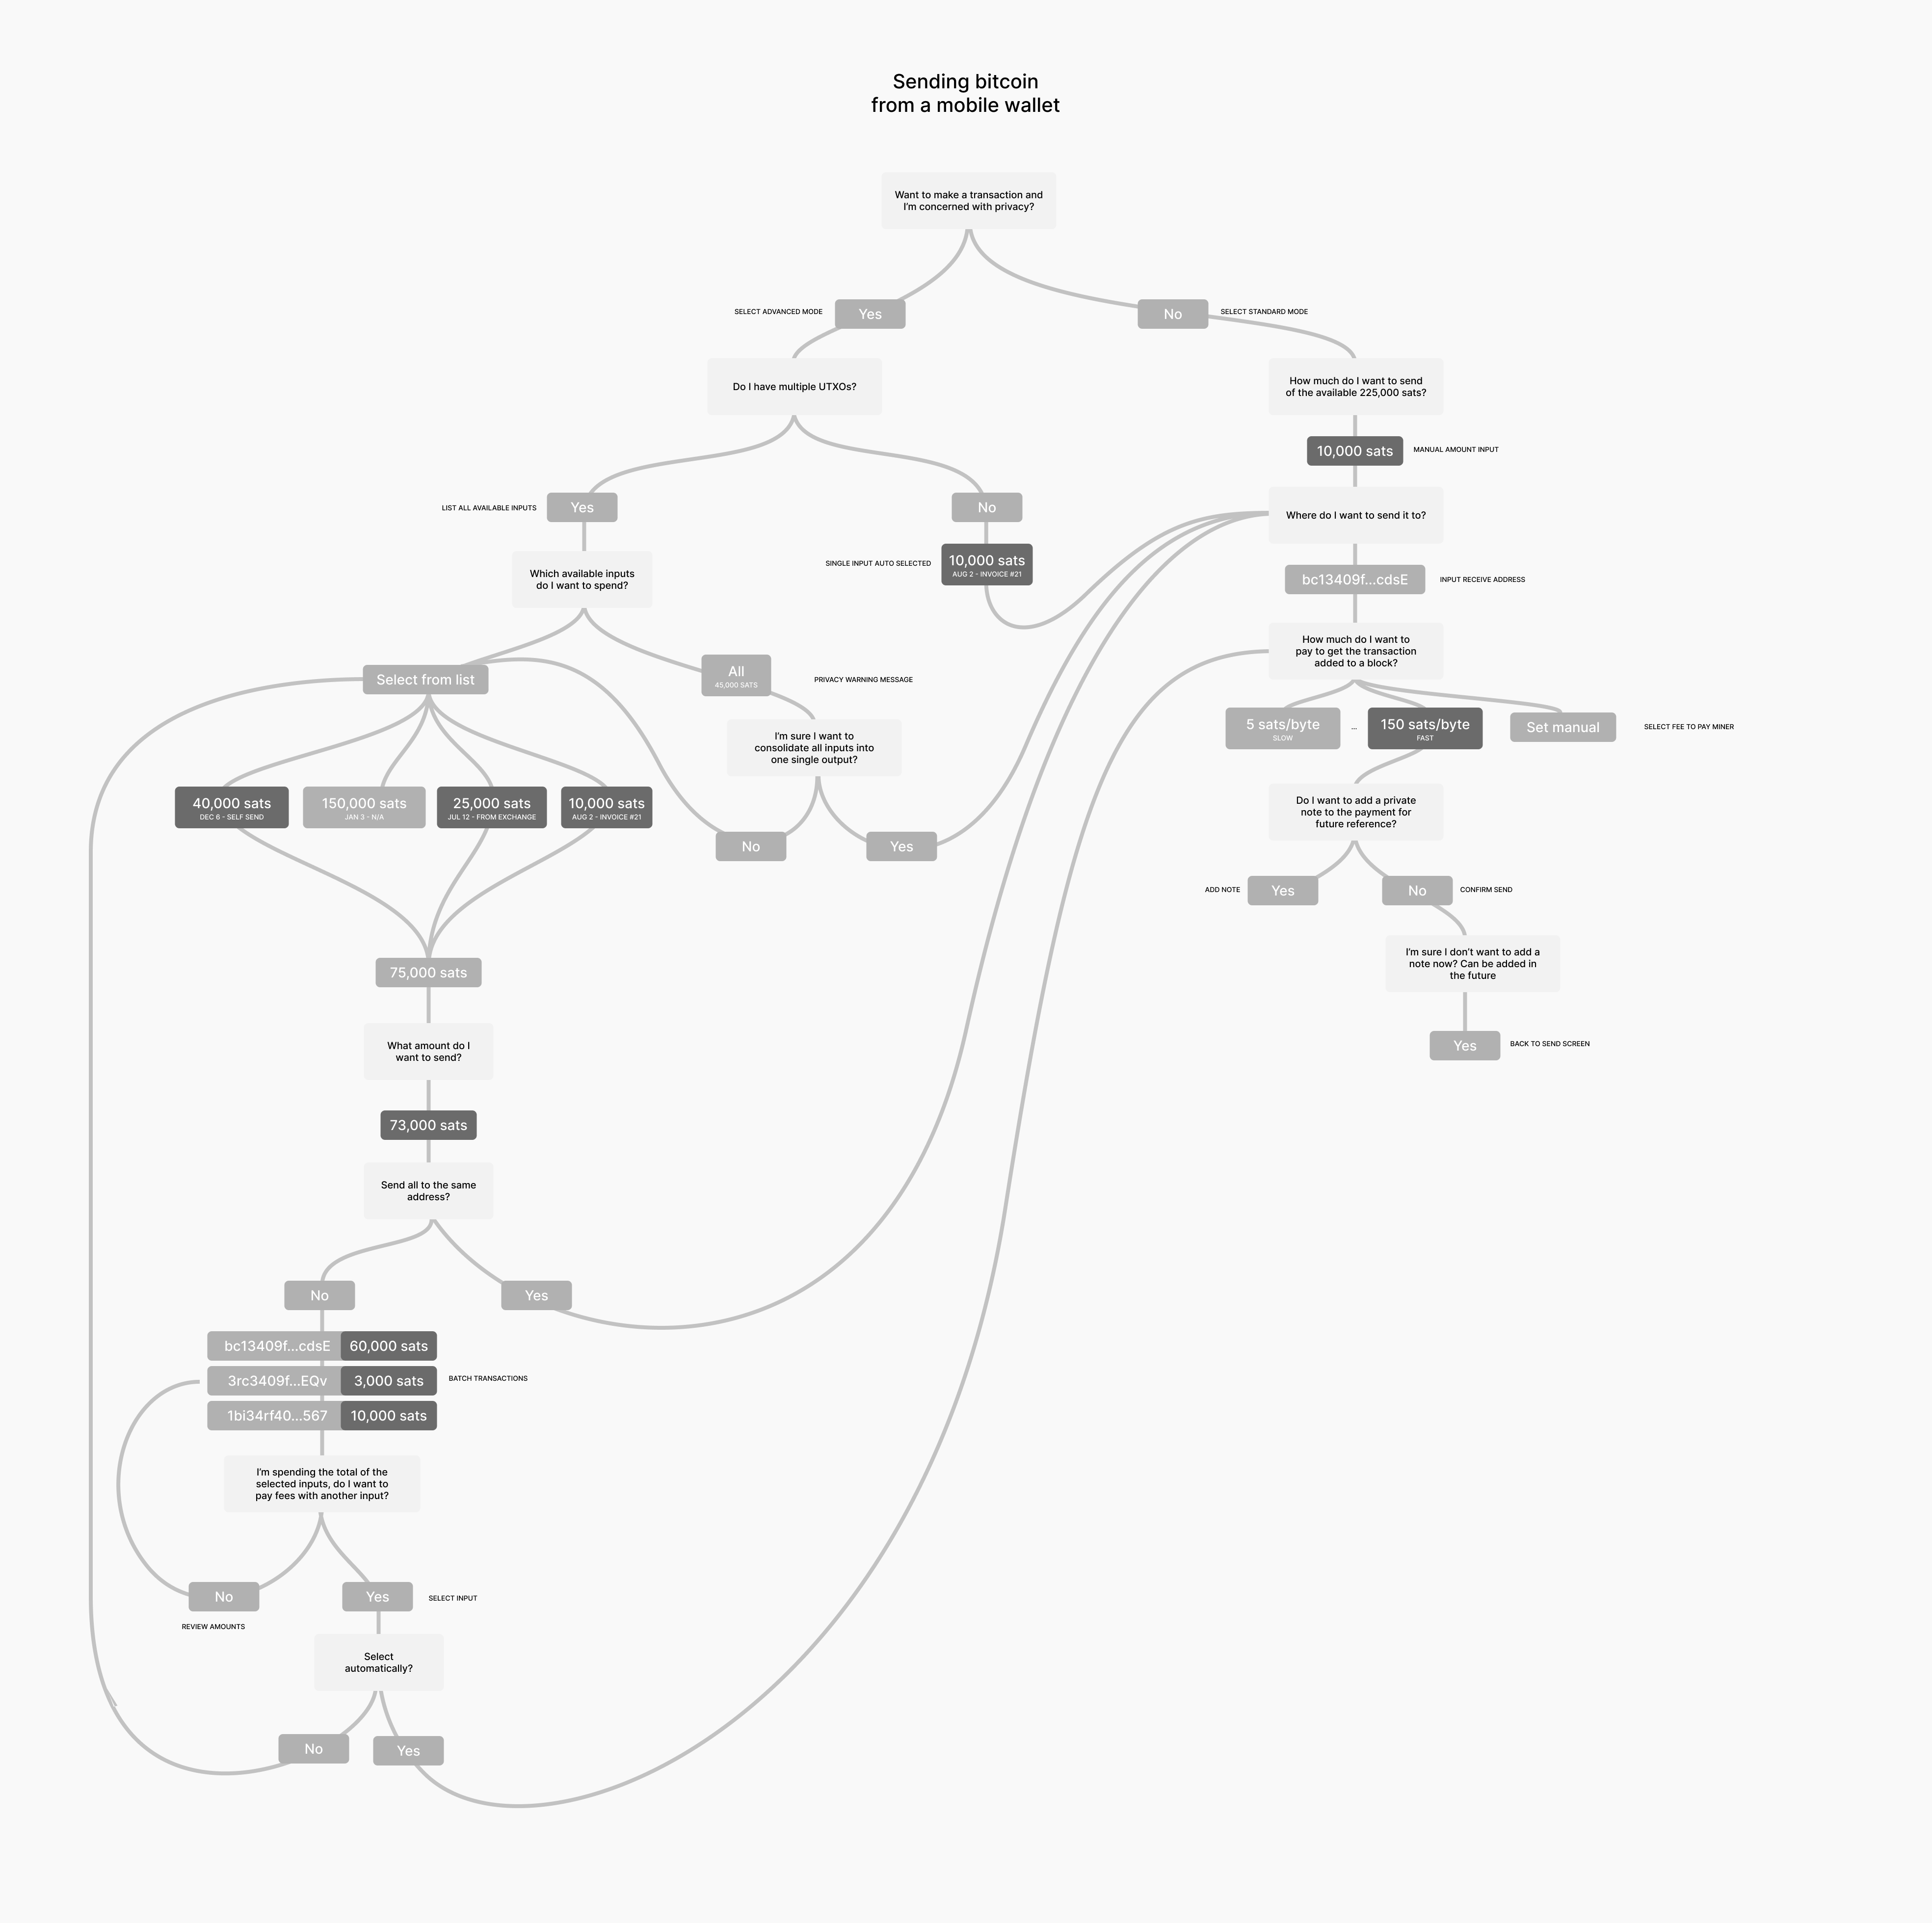 Sending bitcoin
from a mobile wallet
Want to make a transaction and
I'm concerned with privacy?
SELECT ADVANCED MODE
Yes
No
SELECT STANDARD MODE
Do I have multiple UTXOs?
How much do I want to send
of the available 225,000 sats?
10,000 sats
MANUAL AMOUNT INPUT
LIST ALL AVAILABLE INPUTS
Yes
No
Where do I want to send it to?
SINGLE INPUT AUTO SELECTED
10,000 sats
AUG 2 - INVOICE #21
Which available inputs
do I want to spend?
bc13409f...cdsE
INPUT RECEIVE ADDRESS
How much do I want to
pay to get the transaction
added to a block?
Select from list
All
45,000 SATS
PRIVACY WARNING MESSAGE
5 sats/byte
SLOW
...
150 sats/byte
FAST
Set manual
SELECT FEE TO PAY MINER
I'm sure I want to
consolidate all inputs into
one single output?
40,000 sats
DEC 6 - SELF SEND
150,000 sats
JAN 3 - N/A
25,000 sats
JUL 12 - FROM EXCHANGE
10,000 sats
AUG 2 - INVOICE #21
Do I want to add a private
note to the payment for
future reference?
No
Yes
ADD NOTE
Yes
No
CONFIRM SEND
I'm sure I don't want to add a
note now? Can be added in
the future
75,000 sats
Yes
BACK TO SEND SCREEN
What amount do I
want to send?
73,000 sats
Send all to the same
address?
No
Yes
bc13409f...cdsE
60,000 sats
3rc3409f...EQv
3,000 sats
BATCH TRANSACTIONS
1bi34rf40...567
10,000 sats
I'm spending the total of the
selected inputs, do I want to
pay fees with another input?
No
REVIEW AMOUNTS
Yes
SELECT INPUT
Select
automatically?
No
Yes